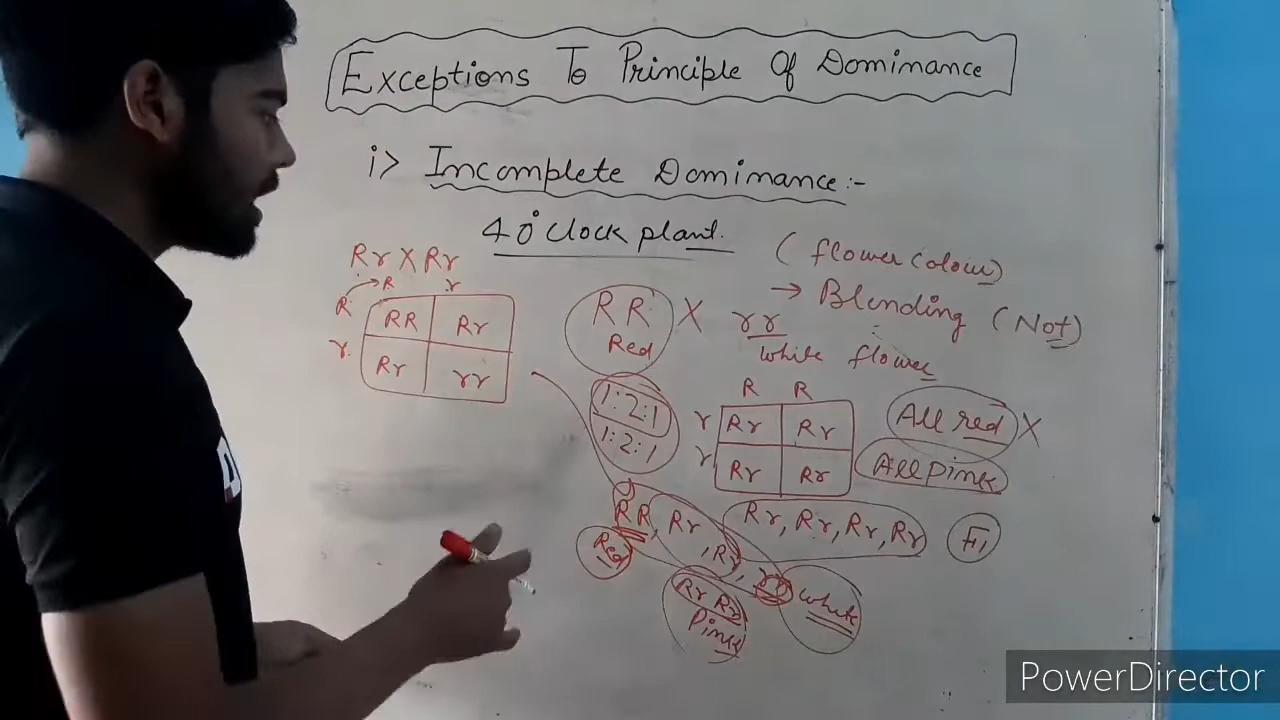 Exceptions To Principle Of Dominance
i> Incomplete Dominance:-
4 o'clock plant.
(flower colour)
→ Blending (Not)
Rr X Rr
R r
R RR Rr
r Rr rr
RR X rr
Red white flower
1:2:1
1:2:1
R R
r Rr Rr
r Rr Rr
All red X
All Pink
Rr, Rr, Rr, Rr F1
RR, Rr, Rr, rr
Red white
Rr Rr
Pink
PowerDirector